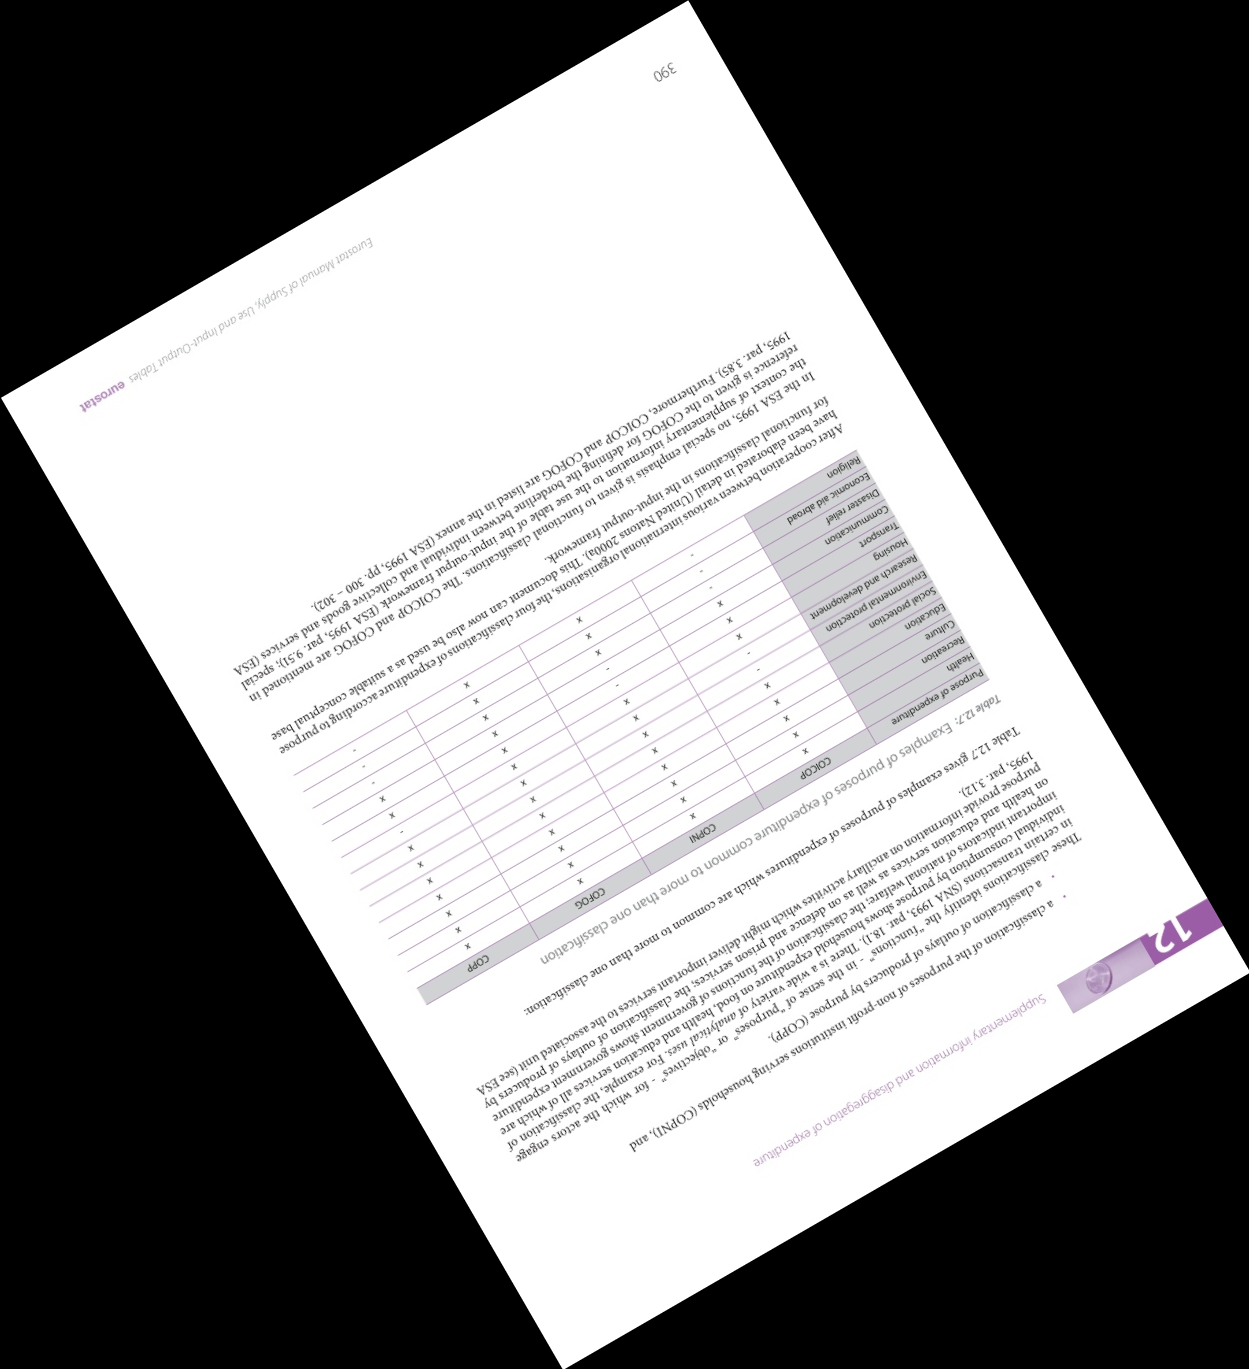 12
Supplementary information and disaggregation of expenditure
• a classification of the purposes of non-profit institutions serving households (COPNI), and
• a classification of outlays of producers by purpose (COPP).
These classifications identify the „functions“ - in the sense of „purposes“ or „objectives“ - for which the actors engage
in certain transactions (SNA 1993, par. 18.1). There is a wide variety of analytical uses. For example, the classification of
individual consumption by purpose shows household expenditure on food, health and education services all of which are
important indicators of national welfare; the classification of the functions of government shows government expenditure
on health and education services as well as on defence and prison services; the classification of outlays of producers by
purpose provide information on ancillary activities which might deliver important services to the associated unit (see ESA
1995, par. 3.12).
Table 12.7 gives examples of purposes of expenditures which are common to more than one classification:
Table 12.7: Examples of purposes of expenditure common to more than one classification
Purpose of expenditure COICOP COPNI COFOG COPP
Health x x x x
Recreation x x x x
Culture x x x x
Education x x x x
Social protection x x x x
Environmental protection - x x x
Research and development - x x x
Housing x x x -
Transport x - x x
Communication x - x x
Disaster relief - x x -
Economic aid abroad - x x -
Religion - x x -
After cooperation between various international organisations, the four classifications of expenditure according to purpose
have been elaborated in detail (United Natons 2000a). This document can now also be used as a suitable conceptual base
for functional classifications in the input-output framework.
In the ESA 1995, no special emphasis is given to functional classifications. The COICOP and COFOG are mentioned in
the context of supplementary information to the use table of the input-output framework (ESA 1995, par. 9.51); special
reference is given to the COFOG for defining the borderline between individual and collective goods and services (ESA
1995, par. 3.85). Furthermore, COICOP and COFOG are listed in the annex (ESA 1995, pp. 300 – 302).
390
Eurostat Manual of Supply, Use and Input-Output Tables eurostat